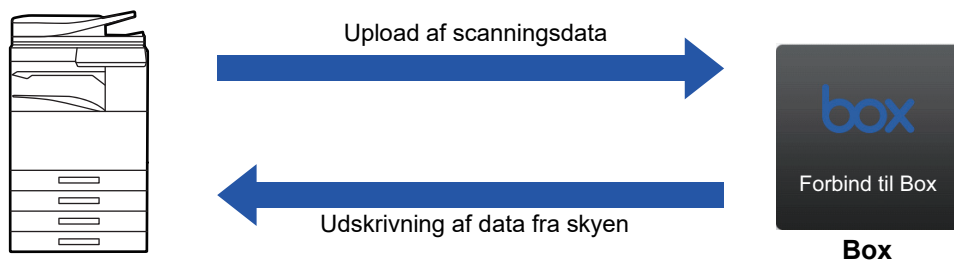 Upload af scanningsdata
box
Forbind til Box
Udskrivning af data fra skyen
Box